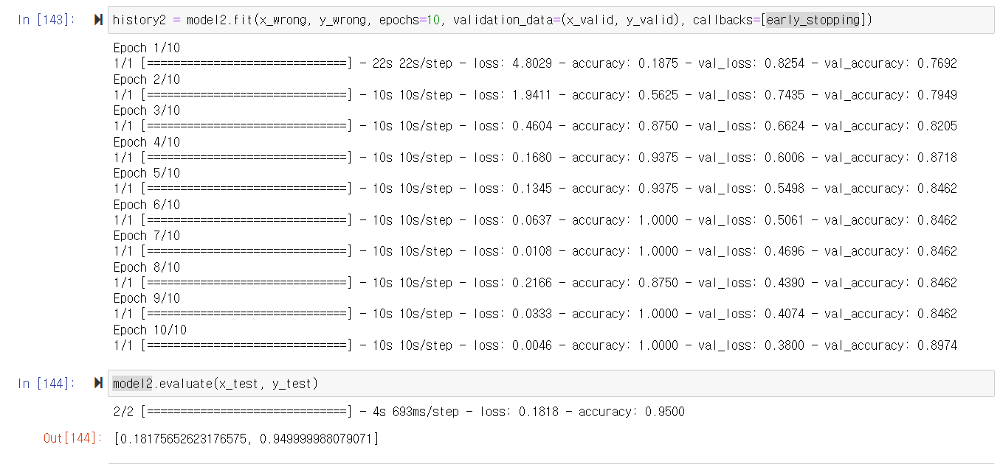 In [143]: history2 = model2.fit(x_wrong, y_wrong, epochs=10, validation_data=(x_valid, y_valid), callbacks=[early_stopping])
Epoch 1/10
1/1 [==============================] - 22s 22s/step - loss: 4.8029 - accuracy: 0.1875 - val_loss: 0.8254 - val_accuracy: 0.7692
Epoch 2/10
1/1 [==============================] - 10s 10s/step - loss: 1.9411 - accuracy: 0.5625 - val_loss: 0.7435 - val_accuracy: 0.7949
Epoch 3/10
1/1 [==============================] - 10s 10s/step - loss: 0.4604 - accuracy: 0.8750 - val_loss: 0.6624 - val_accuracy: 0.8205
Epoch 4/10
1/1 [==============================] - 10s 10s/step - loss: 0.1680 - accuracy: 0.9375 - val_loss: 0.6006 - val_accuracy: 0.8718
Epoch 5/10
1/1 [==============================] - 10s 10s/step - loss: 0.1345 - accuracy: 0.9375 - val_loss: 0.5498 - val_accuracy: 0.8462
Epoch 6/10
1/1 [==============================] - 10s 10s/step - loss: 0.0637 - accuracy: 1.0000 - val_loss: 0.5061 - val_accuracy: 0.8462
Epoch 7/10
1/1 [==============================] - 10s 10s/step - loss: 0.0108 - accuracy: 1.0000 - val_loss: 0.4696 - val_accuracy: 0.8462
Epoch 8/10
1/1 [==============================] - 10s 10s/step - loss: 0.2166 - accuracy: 0.8750 - val_loss: 0.4390 - val_accuracy: 0.8462
Epoch 9/10
1/1 [==============================] - 10s 10s/step - loss: 0.0333 - accuracy: 1.0000 - val_loss: 0.4074 - val_accuracy: 0.8462
Epoch 10/10
1/1 [==============================] - 10s 10s/step - loss: 0.0046 - accuracy: 1.0000 - val_loss: 0.3800 - val_accuracy: 0.8974
In [144]: model2.evaluate(x_test, y_test)
2/2 [==============================] - 4s 693ms/step - loss: 0.1818 - accuracy: 0.9500
Out[144]: [0.18175652623176575, 0.949999988079071]